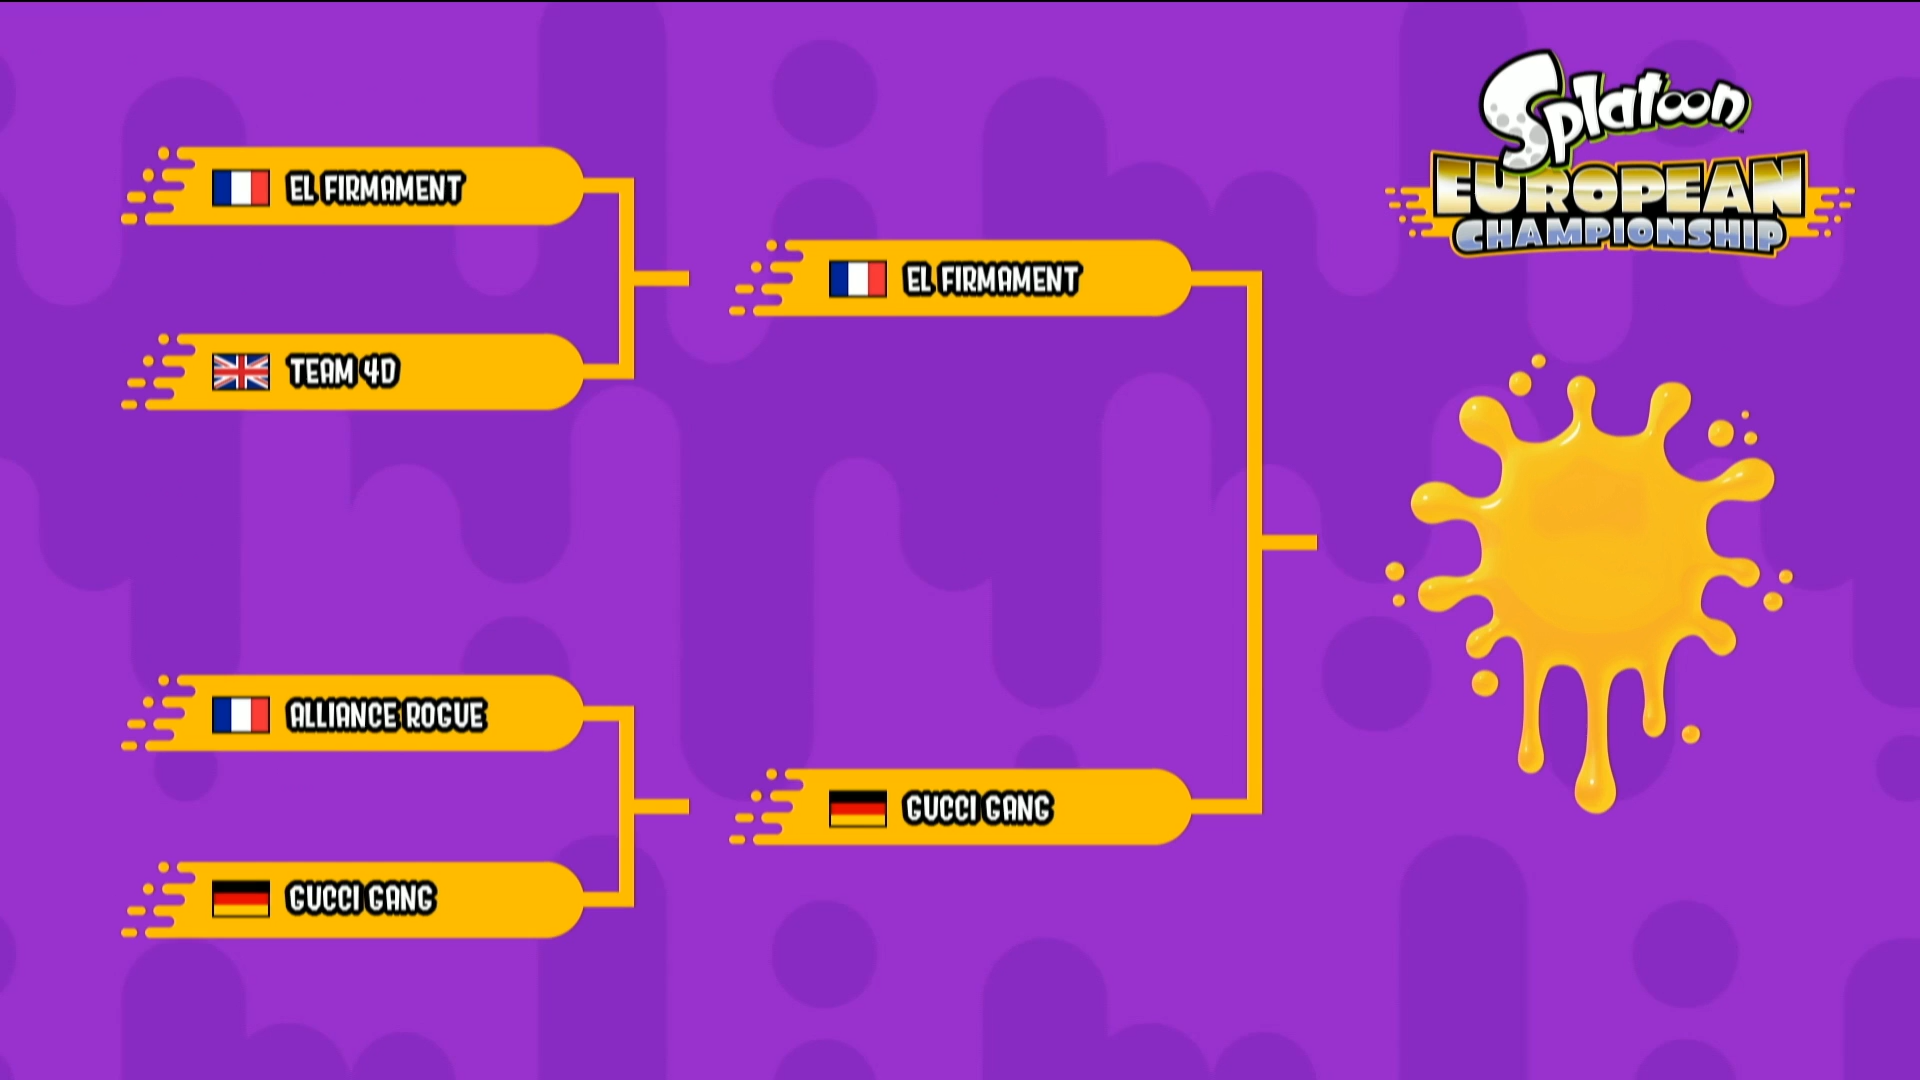 Splatoon
EUROPEAN
CHAMPIONSHIP
EL FIRMAMENT
TEAM 4D
EL FIRMAMENT
ALLIANCE ROGUE
GUCCI GANG
GUCCI GANG